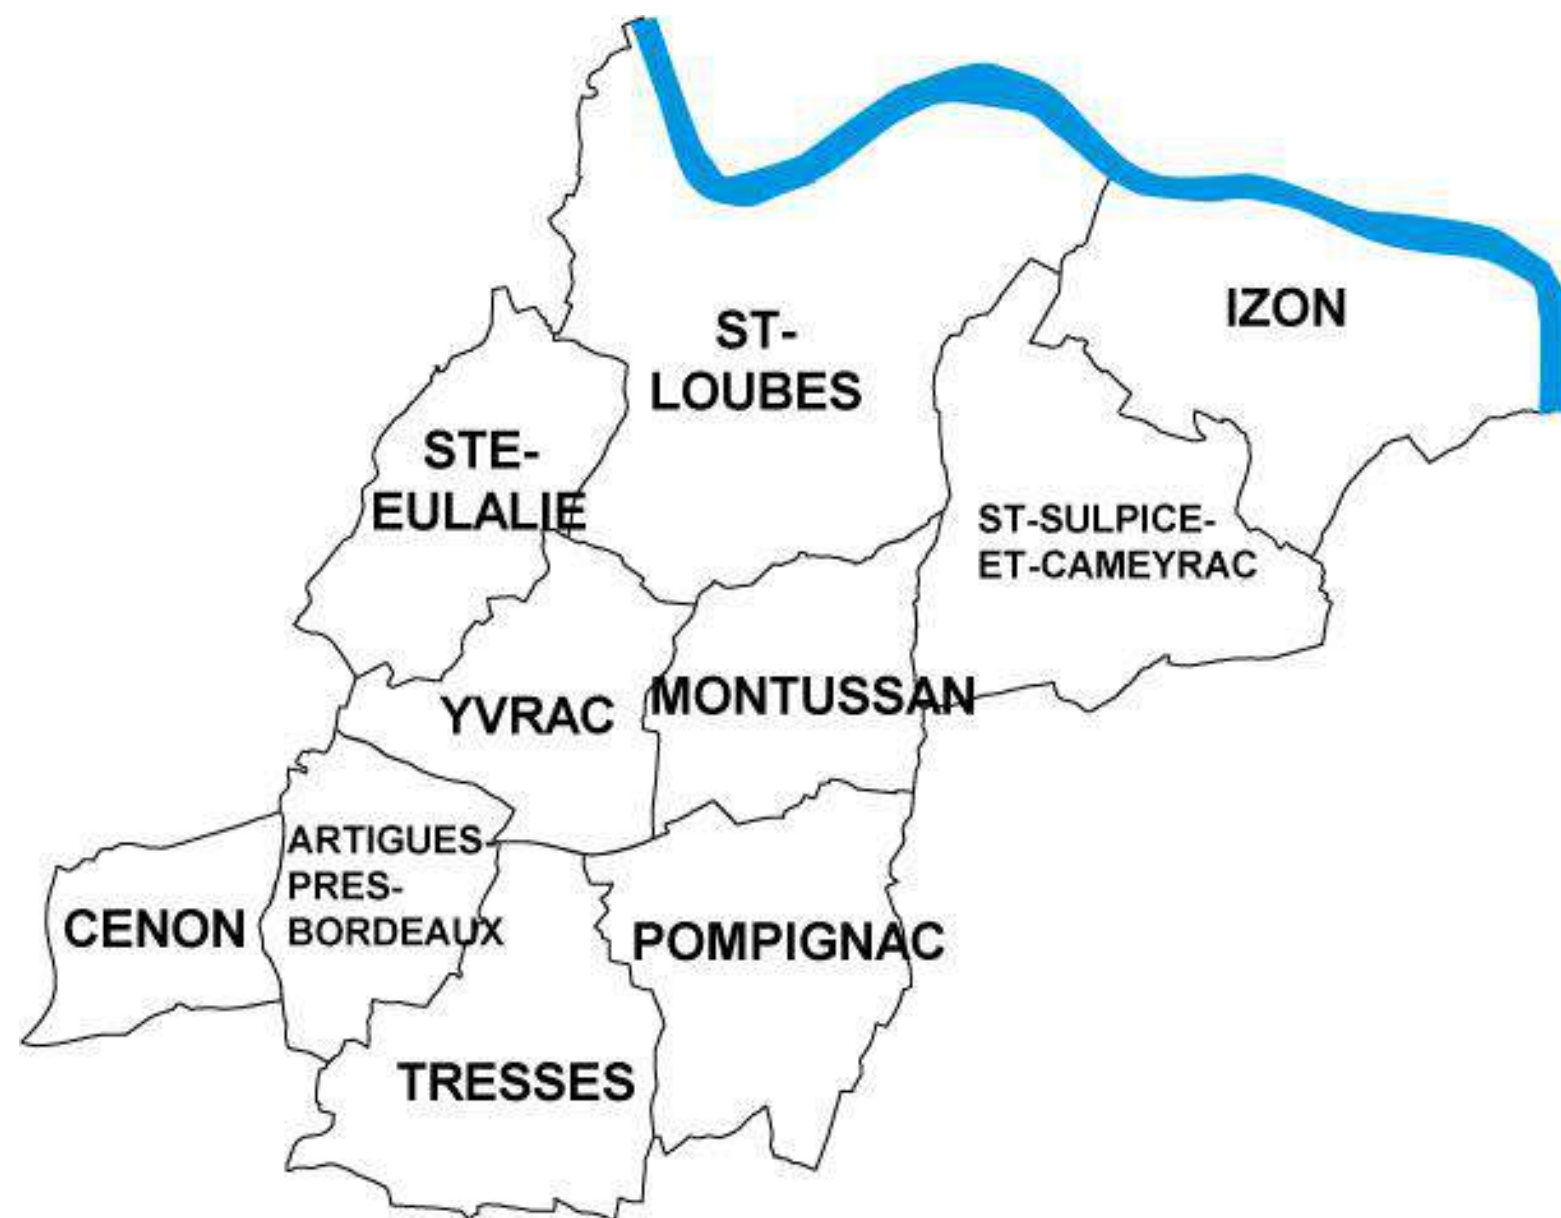 IZON
ST-
LOUBES
STE-
EULALIE
ST-SULPICE-
ET-CAMEYRAC
MONTUSSAN
YVRAC
ARTIGUES-
PRES-
BORDEAUX
CENON
POMPIGNAC
TRESSES